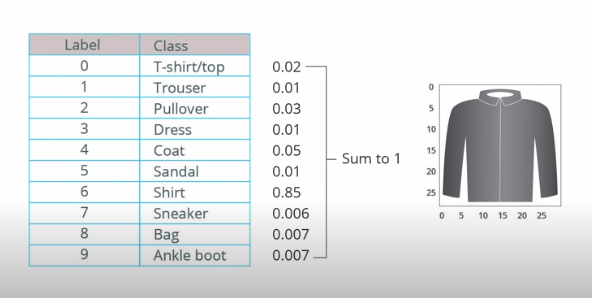 Label Class
0 T-shirt/top 0.02
1 Trouser 0.01
2 Pullover 0.03
3 Dress 0.01
4 Coat 0.05
5 Sandal 0.01
6 Shirt 0.85
7 Sneaker 0.006
8 Bag 0.007
9 Ankle boot 0.007
Sum to 1
0
5
10
15
20
25
0 5 10 15 20 25